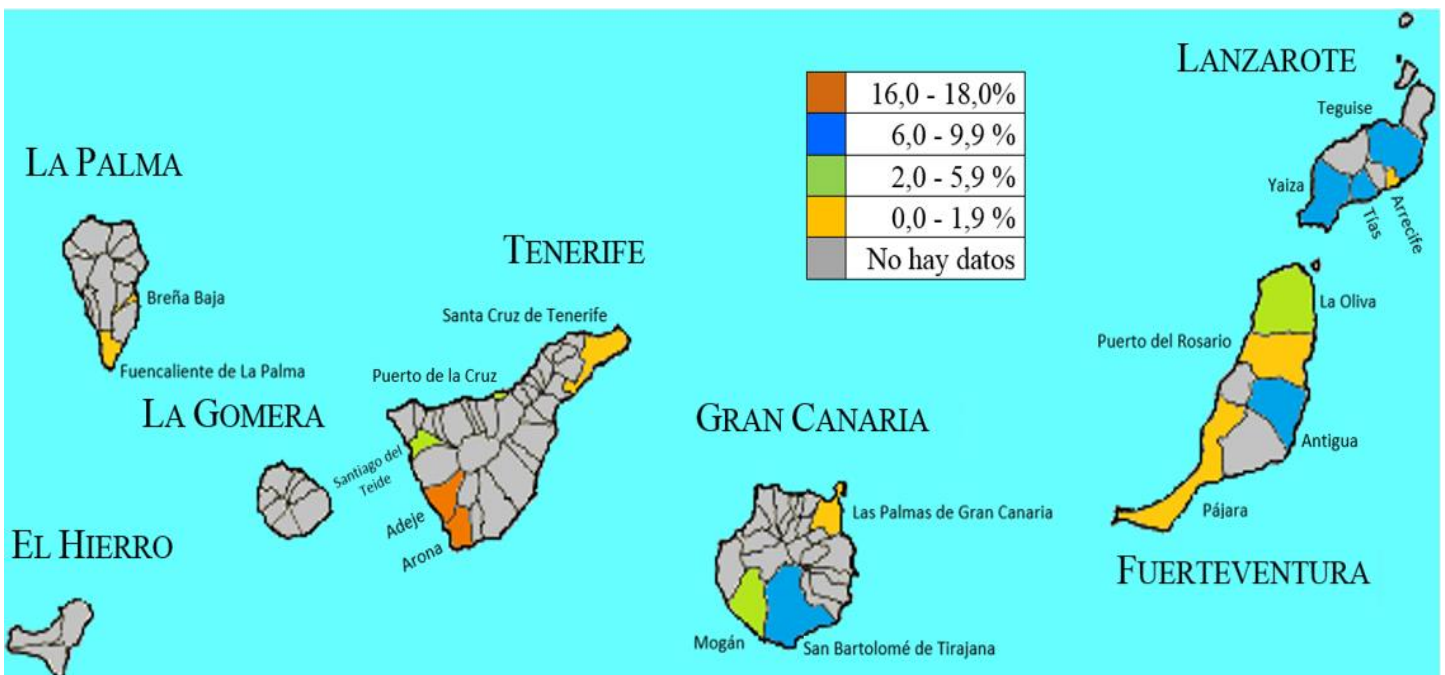 LANZAROTE
Teguise
Yaiza
Tías
Arrecife
16,0 - 18,0%
6,0 - 9,9 %
2,0 - 5,9 %
0,0 - 1,9 %
No hay datos
LA PALMA
Breña Baja
Fuencaliente de La Palma
TENERIFE
Santa Cruz de Tenerife
Puerto de la Cruz
Santiago del
Teide
Adeje
Arona
LA GOMERA
EL HIERRO
GRAN CANARIA
Las Palmas de Gran Canaria
Mogán
San Bartolomé de Tirajana
La Oliva
Puerto del Rosario
Antigua
Pájara
FUERTEVENTURA